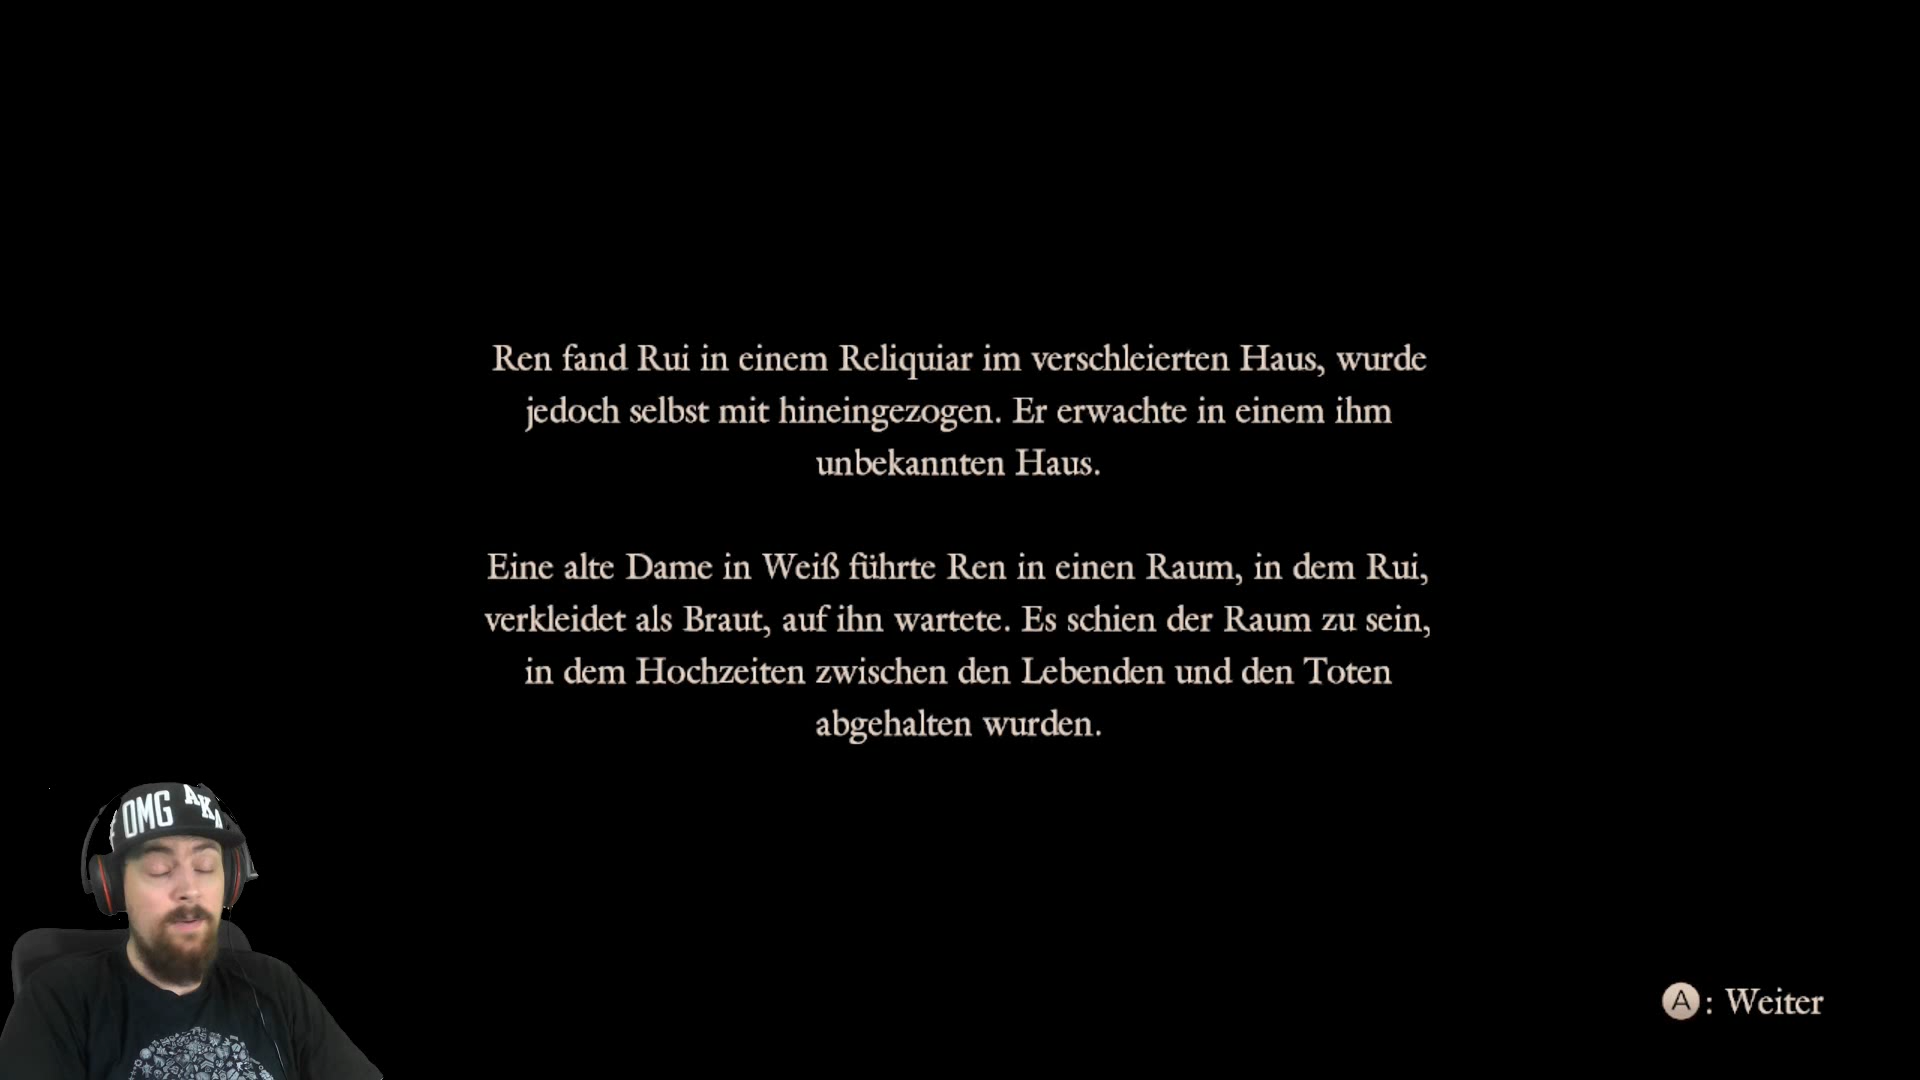 Ren fand Rui in einem Reliquiar im verschleierten Haus, wurde
jedoch selbst mit hineingezogen. Er erwachte in einem ihm
unbekannten Haus.
Eine alte Dame in Weiß führte Ren in einen Raum, in dem Rui,
verkleidet als Braut, auf ihn wartete. Es schien der Raum zu sein,
in dem Hochzeiten zwischen den Lebenden und den Toten
abgehalten wurden.
OMG
A: Weiter